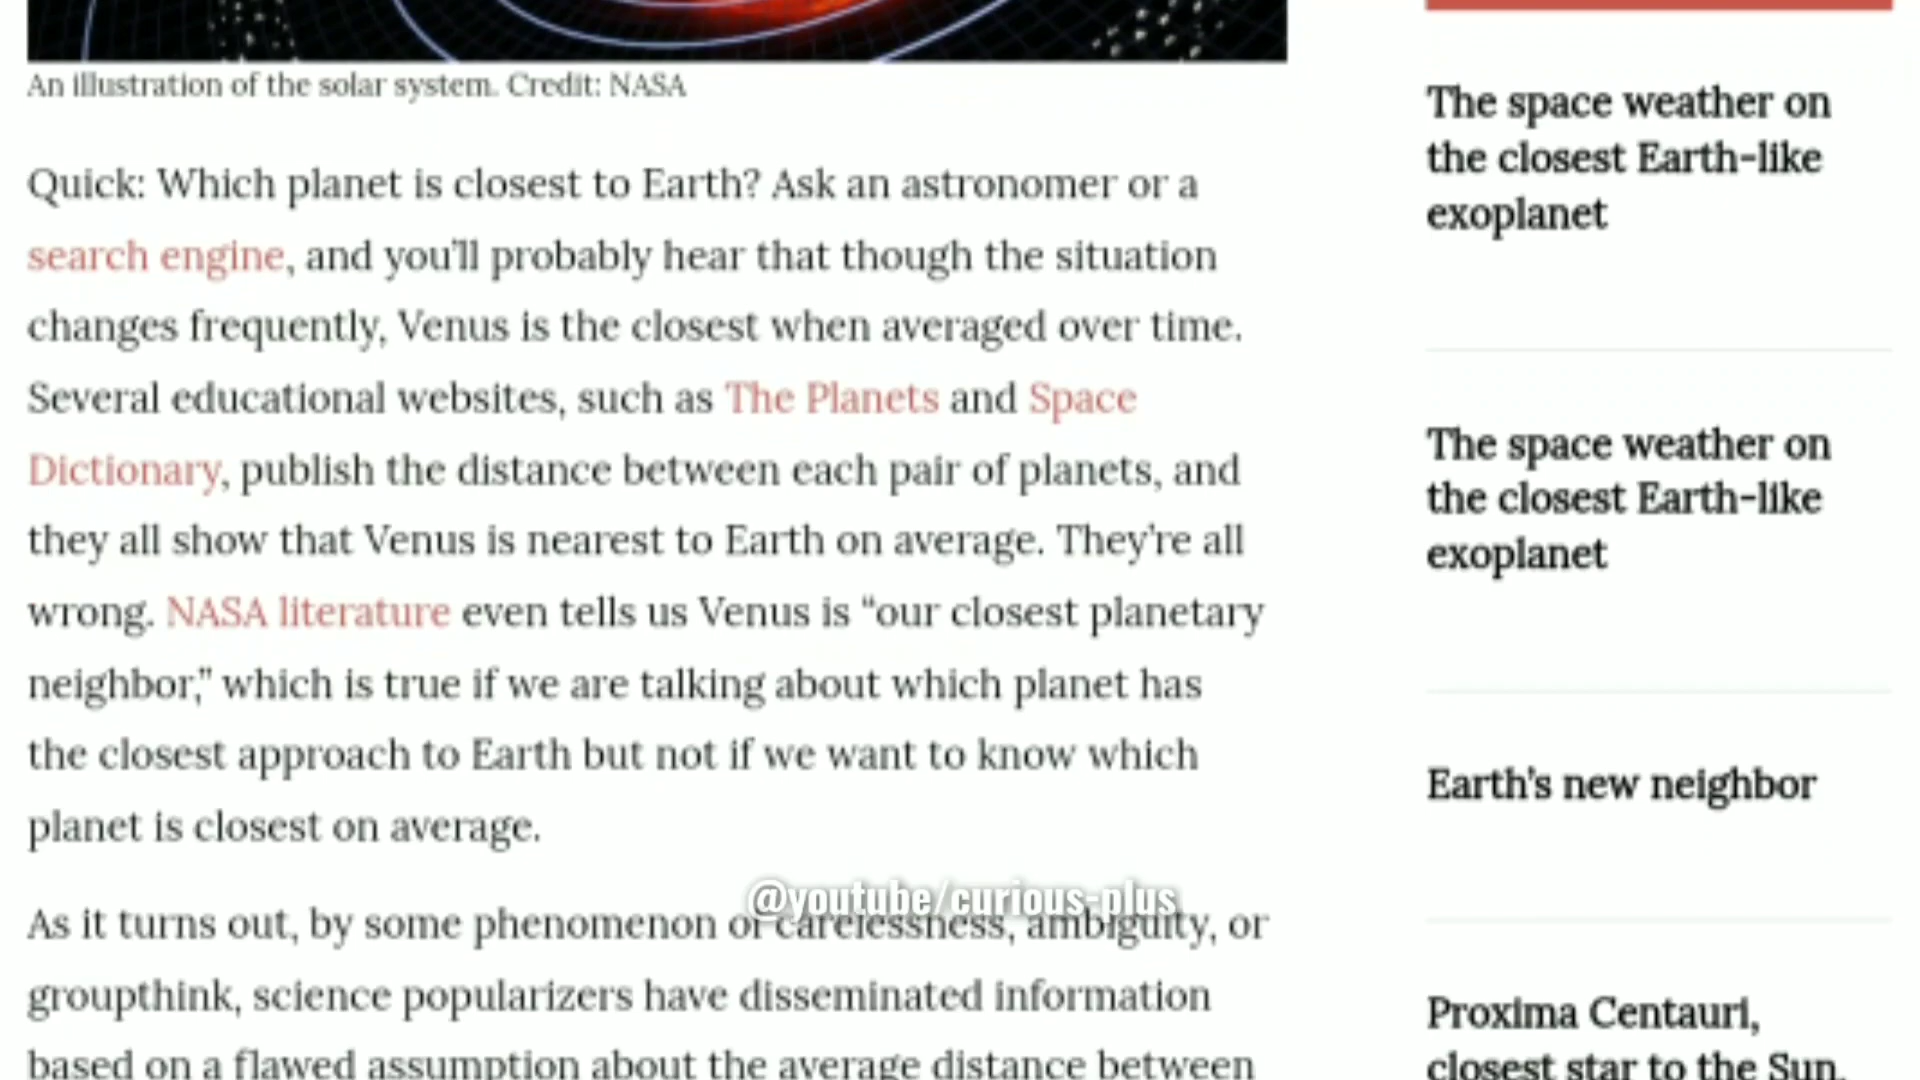 An illustration of the solar system. Credit: NASA
Quick: Which planet is closest to Earth? Ask an astronomer or a
search engine, and you'll probably hear that though the situation
changes frequently, Venus is the closest when averaged over time.
Several educational websites, such as The Planets and Space
Dictionary, publish the distance between each pair of planets, and
they all show that Venus is nearest to Earth on average. They're all
wrong. NASA literature even tells us Venus is “our closest planetary
neighbor,” which is true if we are talking about which planet has
the closest approach to Earth but not if we want to know which
planet is closest on average.
@youtube/curious-plus
As it turns out, by some phenomenon of carelessness, ambiguity, or
groupthink, science popularizers have disseminated information
based on a flawed assumption about the average distance between
The space weather on
the closest Earth-like
exoplanet
The space weather on
the closest Earth-like
exoplanet
Earth's new neighbor
Proxima Centauri,
closest star to the Sun,